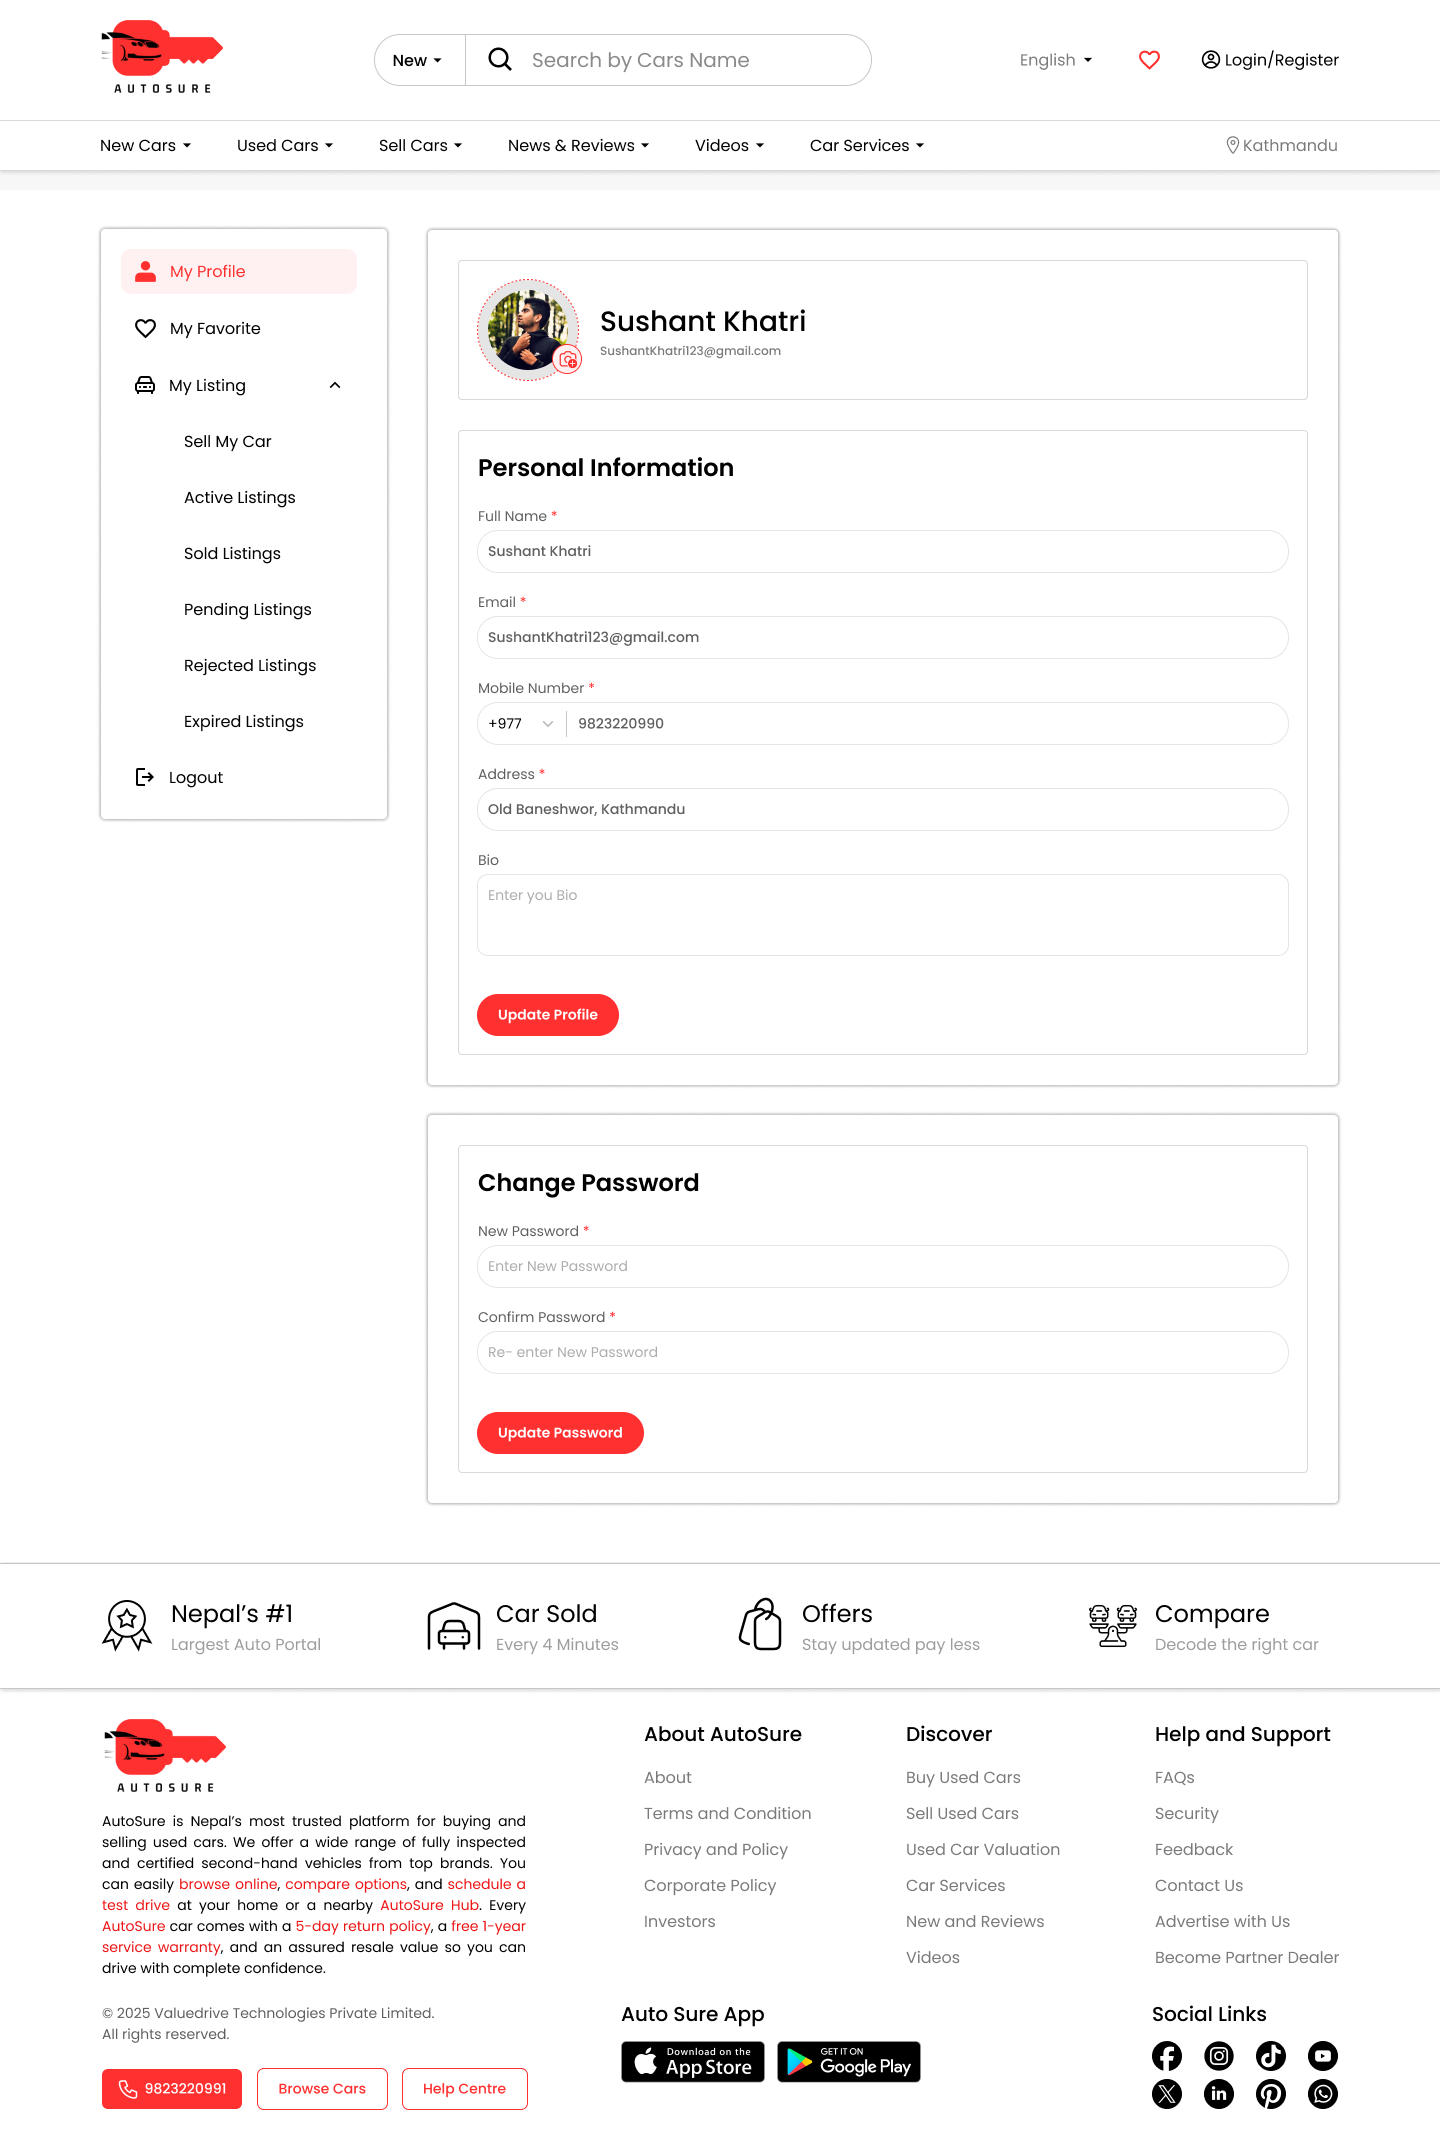 AUTOSURE
New
Search by Cars Name
English
Login/Register
New Cars
Used Cars
Sell Cars
News & Reviews
Videos
Car Services
Kathmandu
My Profile
My Favorite
My Listing
Sell My Car
Active Listings
Sold Listings
Pending Listings
Rejected Listings
Expired Listings
Logout
Sushant Khatri
SushantKhatri123@gmail.com
Personal Information
Full Name *
Sushant Khatri
Email *
SushantKhatri123@gmail.com
Mobile Number *
+977
9823220990
Address *
Old Baneshwor, Kathmandu
Bio
Enter you Bio
Update Profile
Change Password
New Password *
Enter New Password
Confirm Password *
Re- enter New Password
Update Password
Nepal's #1
Largest Auto Portal
Car Sold
Every 4 Minutes
Offers
Stay updated pay less
Compare
Decode the right car
AUTOSURE
AutoSure is Nepal's most trusted platform for buying and
selling used cars. We offer a wide range of fully inspected
and certified second-hand vehicles from top brands. You
can easily browse online, compare options, and schedule a
test drive at your home or a nearby AutoSure Hub. Every
AutoSure car comes with a 5-day return policy, a free 1-year
service warranty, and an assured resale value so you can
drive with complete confidence.
© 2025 Valuedrive Technologies Private Limited.
All rights reserved.
9823220991
Browse Cars
Help Centre
About AutoSure
About
Terms and Condition
Privacy and Policy
Corporate Policy
Investors
Discover
Buy Used Cars
Sell Used Cars
Used Car Valuation
Car Services
New and Reviews
Videos
Help and Support
FAQs
Security
Feedback
Contact Us
Advertise with Us
Become Partner Dealer
Auto Sure App
Download on the
App Store
GET IT ON
Google Play
Social Links